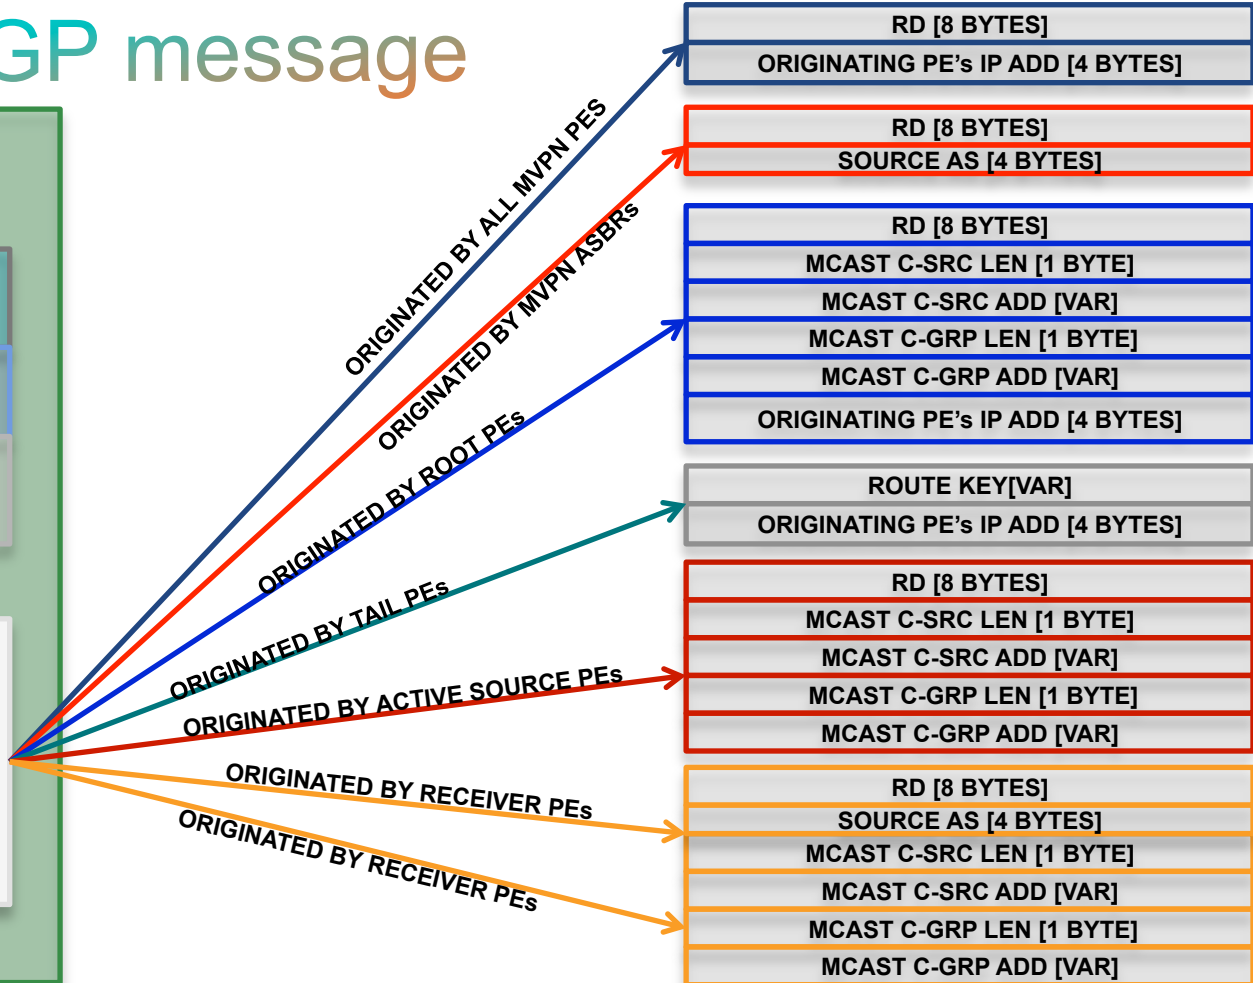 GP message
RD [8 BYTES]
ORIGINATING PE's IP ADD [4 BYTES]
RD [8 BYTES]
SOURCE AS [4 BYTES]
RD [8 BYTES]
MCAST C-SRC LEN [1 BYTE]
MCAST C-SRC ADD [VAR]
MCAST C-GRP LEN [1 BYTE]
MCAST C-GRP ADD [VAR]
ORIGINATING PE's IP ADD [4 BYTES]
ROUTE KEY[VAR]
ORIGINATING PE's IP ADD [4 BYTES]
RD [8 BYTES]
MCAST C-SRC LEN [1 BYTE]
MCAST C-SRC ADD [VAR]
MCAST C-GRP LEN [1 BYTE]
MCAST C-GRP ADD [VAR]
RD [8 BYTES]
SOURCE AS [4 BYTES]
MCAST C-SRC LEN [1 BYTE]
MCAST C-SRC ADD [VAR]
MCAST C-GRP LEN [1 BYTE]
MCAST C-GRP ADD [VAR]
ORIGINATED BY ALL MVPN PES
ORIGINATED BY MVPN ASBRs
ORIGINATED BY ROOT PEs
ORIGINATED BY TAIL PEs
ORIGINATED BY ACTIVE SOURCE PEs
ORIGINATED BY RECEIVER PEs
ORIGINATED BY RECEIVER PEs